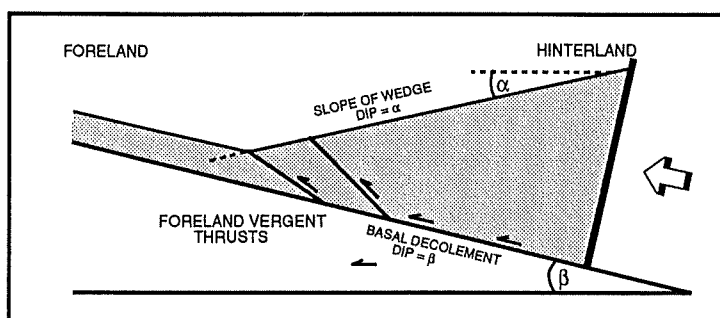 FORELAND
HINTERLAND
α
SLOPE OF WEDGE
DIP = α
FORELAND VERGENT
THRUSTS
BASAL DECOLEMENT
DIP = β
β